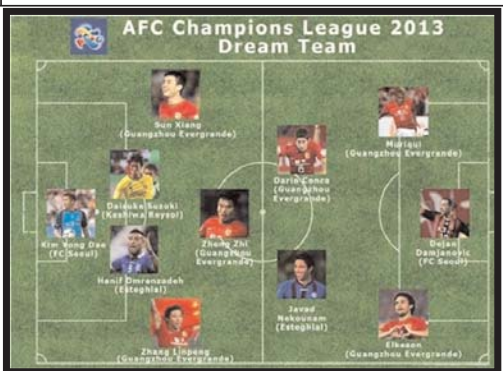 AFC Champions League 2013
Dream Team
Sun Xiang
(Guangzhou Evergrande)
Muriqui
(Guangzhou Evergrande)
Dario Conca
(Guangzhou
Evergrande)
Daisuke Suzuki
(Kashiwa Reysol)
Kim Yong Dae
(FC Seoul)
Zheng Zhi
(Guangzhou
Evergrande)
Dejan
Damjanovic
(FC Seoul)
Hanif Omranzadeh
(Esteghlal)
Javad
Nekounam
(Esteghlal)
Zhang Linpeng
(Guangzhou Evergrande)
Elkeson
(Guangzhou Evergrande)